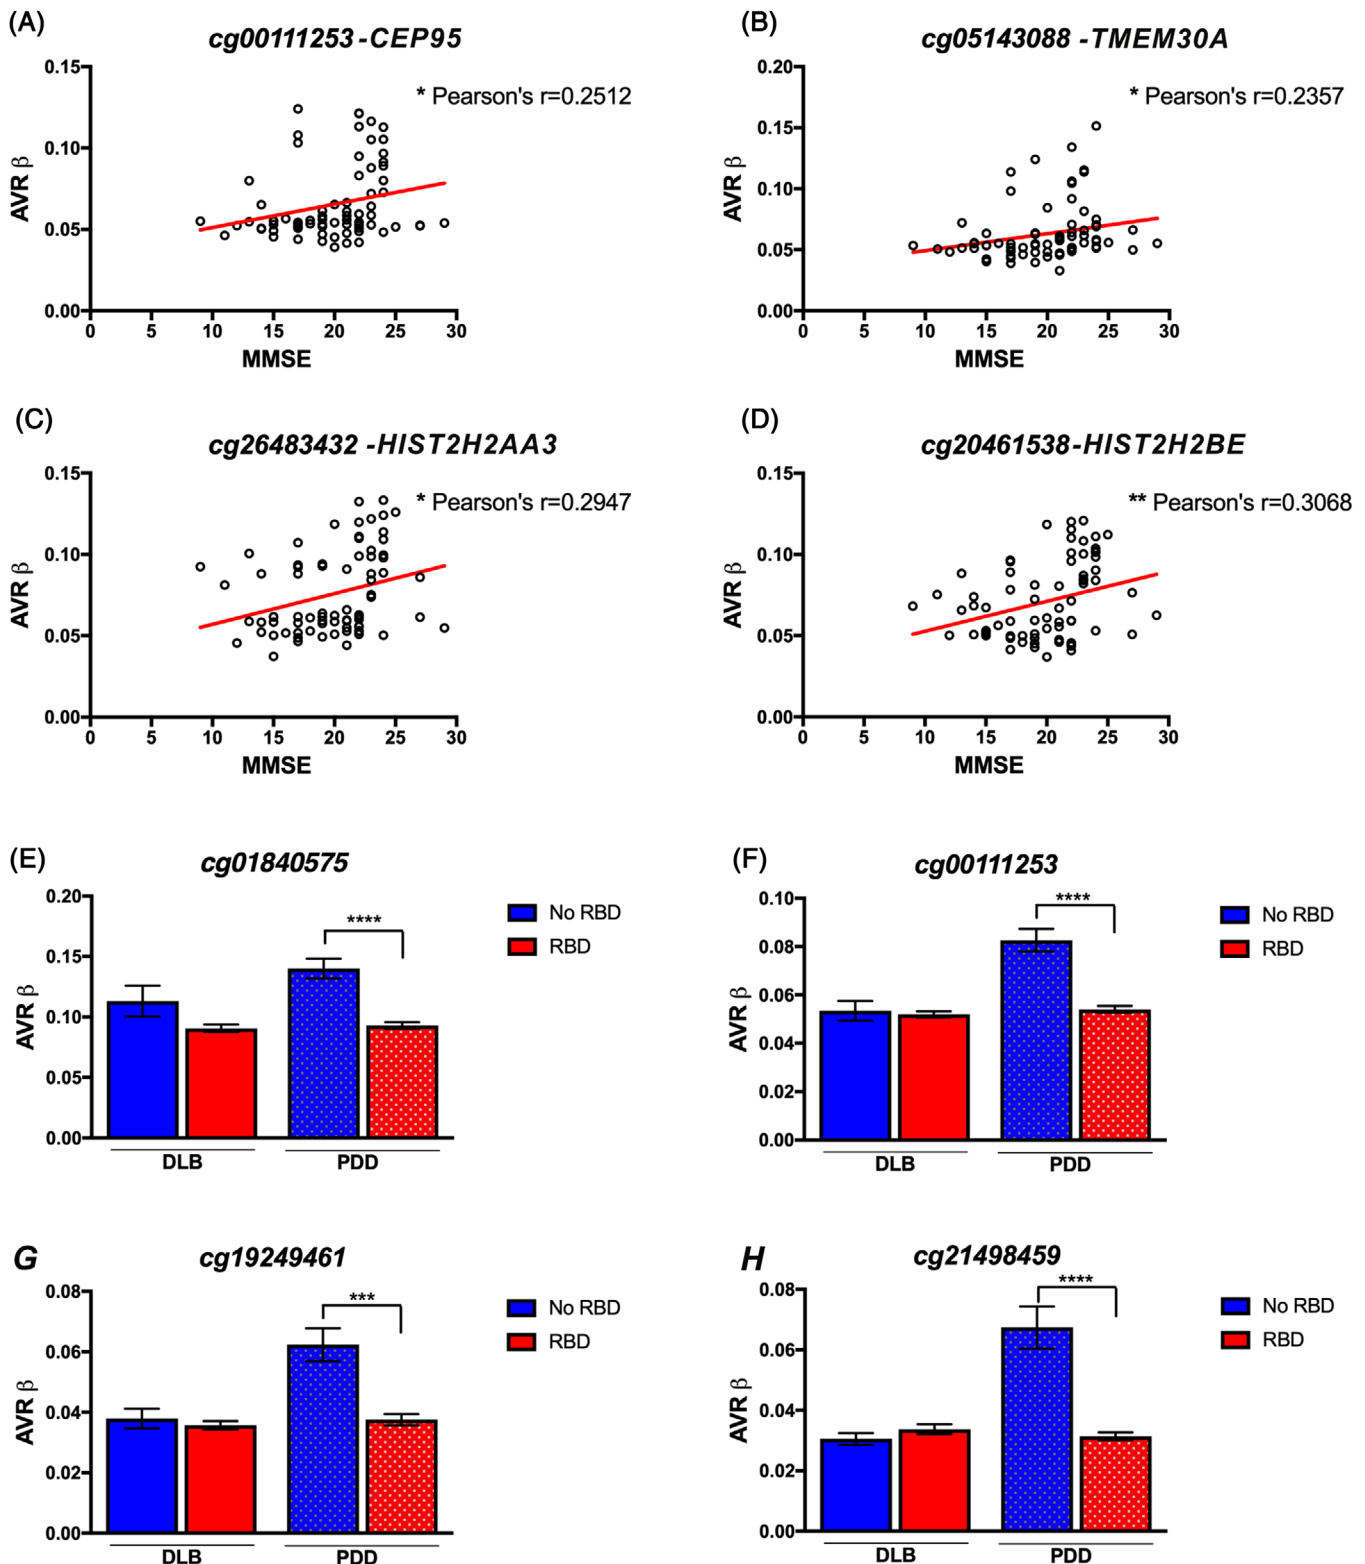 (A)
cg00111253-CEP95
* Pearson's r=0.2512
AVR β
0.15
0.10
0.05
0.00
0 5 10 15 20 25 30
MMSE
(B)
cg05143088 -TMEM30A
* Pearson's r=0.2357
AVR β
0.20
0.15
0.10
0.05
0.00
0 5 10 15 20 25 30
MMSE
(C)
cg26483432 -HIST2H2AA3
* Pearson's r=0.2947
AVR β
0.15
0.10
0.05
0.00
0 5 10 15 20 25 30
MMSE
(D)
cg20461538-HIST2H2BE
** Pearson's r=0.3068
AVR β
0.15
0.10
0.05
0.00
0 5 10 15 20 25 30
MMSE
(E)
cg01840575
AVR β
0.20
0.15
0.10
0.05
0.00
****
No RBD
RBD
DLB PDD
(F)
cg00111253
AVR β
0.10
0.08
0.06
0.04
0.02
0.00
****
No RBD
RBD
DLB PDD
G
cg19249461
AVR β
0.08
0.06
0.04
0.02
0.00
***
No RBD
RBD
DLB PDD
H
cg21498459
AVR β
0.08
0.06
0.04
0.02
0.00
****
No RBD
RBD
DLB PDD